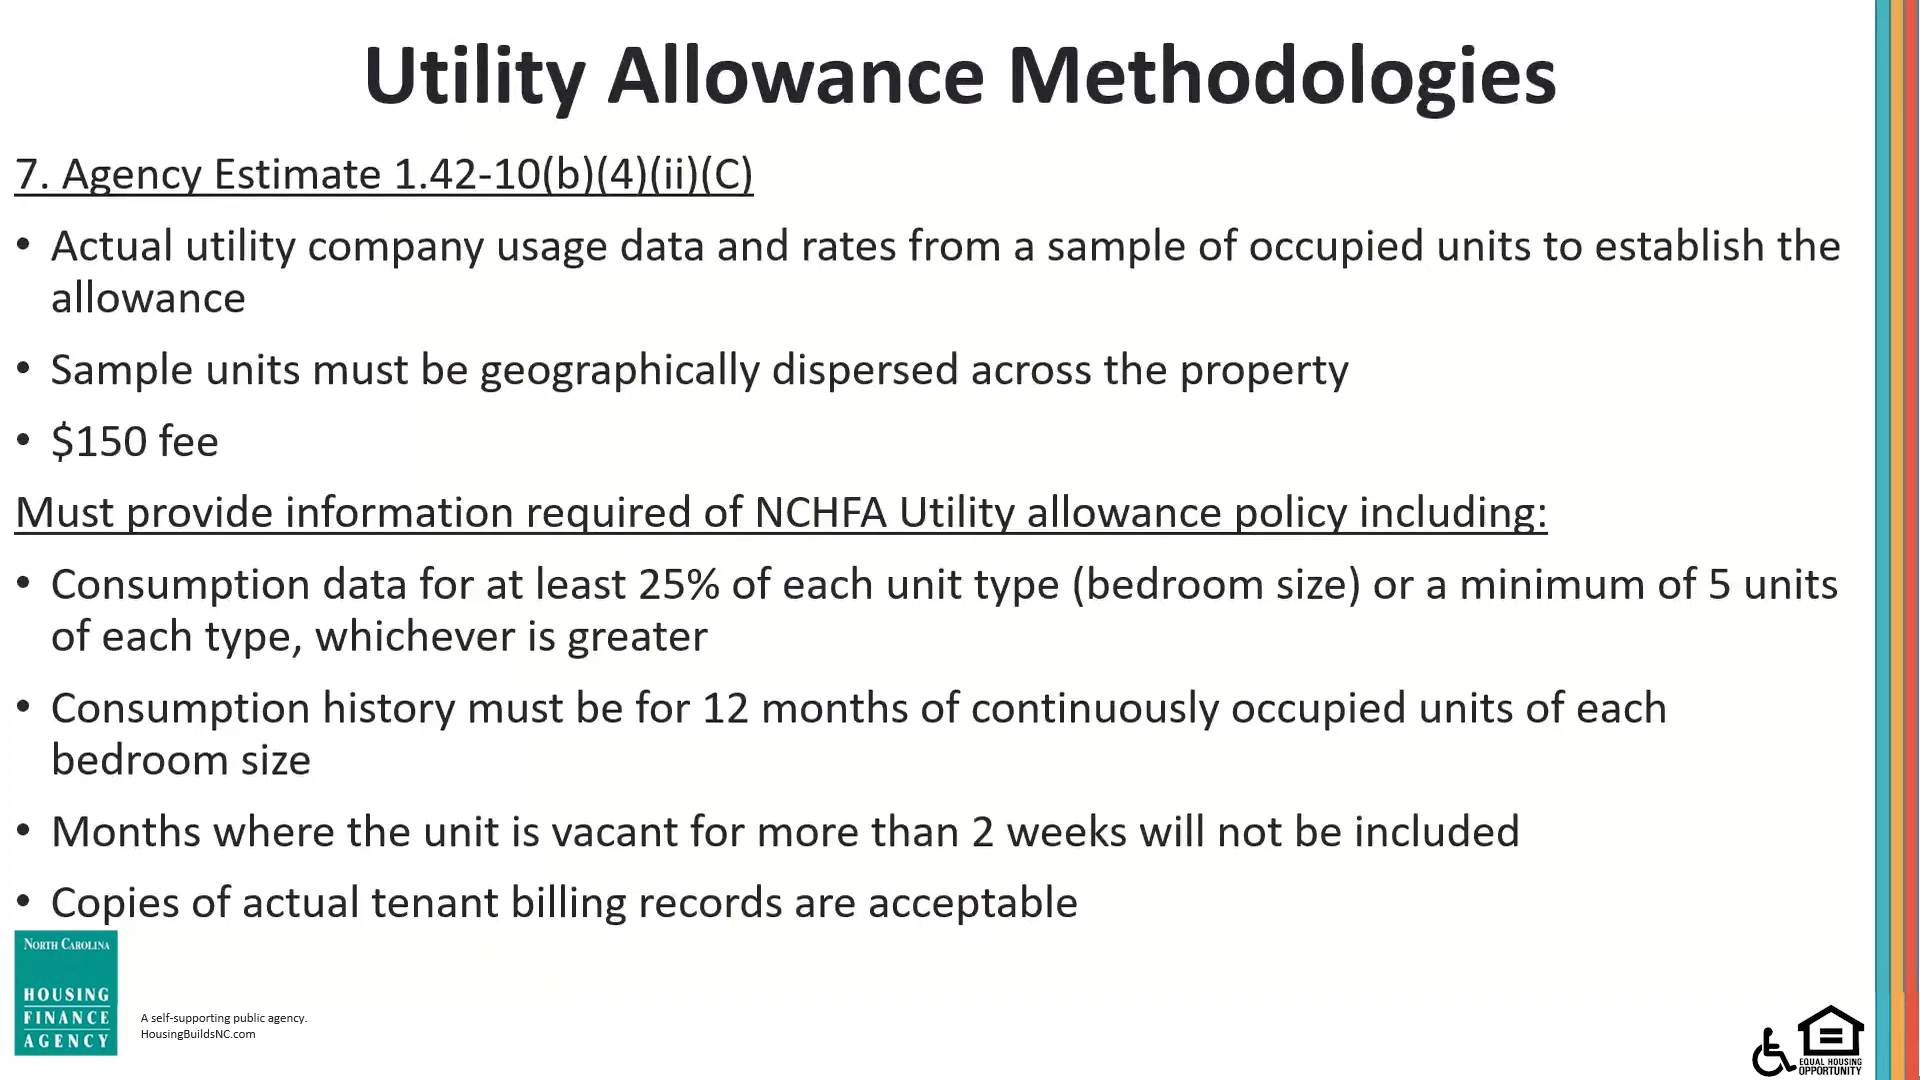 Utility Allowance Methodologies
7. Agency Estimate 1.42-10(b)(4)(ii)(C)
• Actual utility company usage data and rates from a sample of occupied units to establish the
allowance
• Sample units must be geographically dispersed across the property
• $150 fee
Must provide information required of NCHFA Utility allowance policy including:
• Consumption data for at least 25% of each unit type (bedroom size) or a minimum of 5 units
of each type, whichever is greater
• Consumption history must be for 12 months of continuously occupied units of each
bedroom size
• Months where the unit is vacant for more than 2 weeks will not be included
• Copies of actual tenant billing records are acceptable
NORTH CAROLINA
HOUSING
FINANCE
AGENCY
A self-supporting public agency.
HousingBuildsNC.com
EQUAL HOUSING
OPPORTUNITY